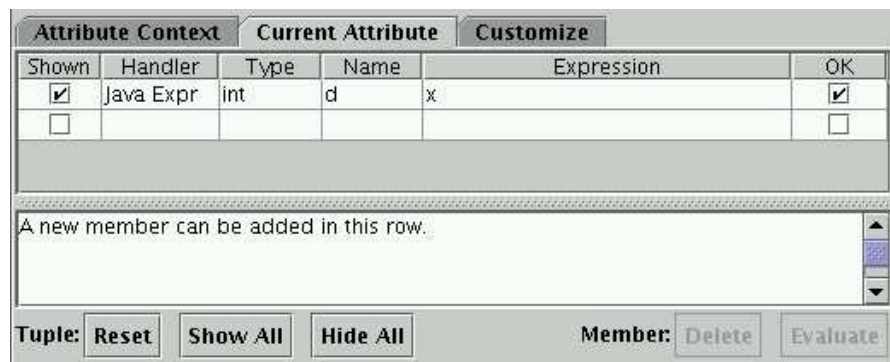 Attribute Context Current Attribute Customize
Shown Handler Type Name Expression OK
Java Expr int d x
A new member can be added in this row.
Tuple: Reset Show All Hide All Member: Delete Evaluate